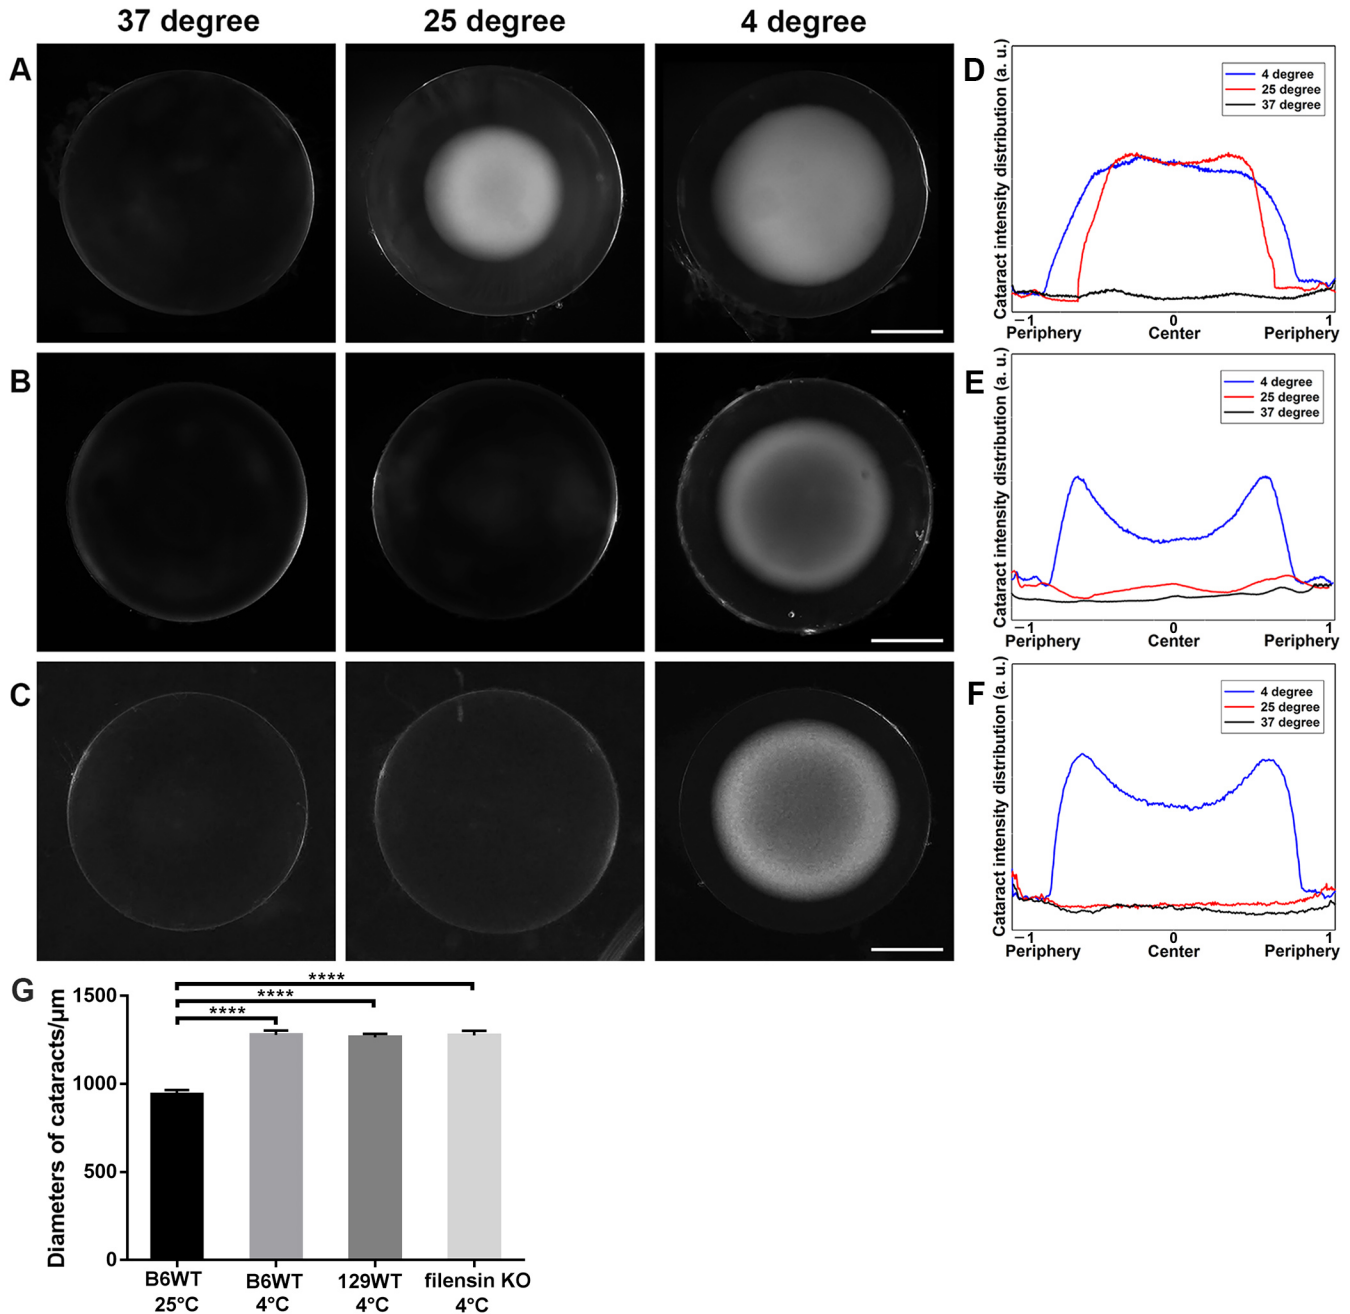 37 degree
25 degree
4 degree
A
B
C
D
Cataract intensity distribution (a. u.)
4 degree
25 degree
37 degree
−1
0
1
Periphery
Center
Periphery
E
Cataract intensity distribution (a. u.)
4 degree
25 degree
37 degree
−1
0
1
Periphery
Center
Periphery
F
Cataract intensity distribution (a. u.)
4 degree
25 degree
37 degree
−1
0
1
Periphery
Center
Periphery
G
Diameters of cataracts/μm
1500
1000
500
0
****
****
****
B6WT
25°C
B6WT
4°C
129WT
4°C
filensin KO
4°C